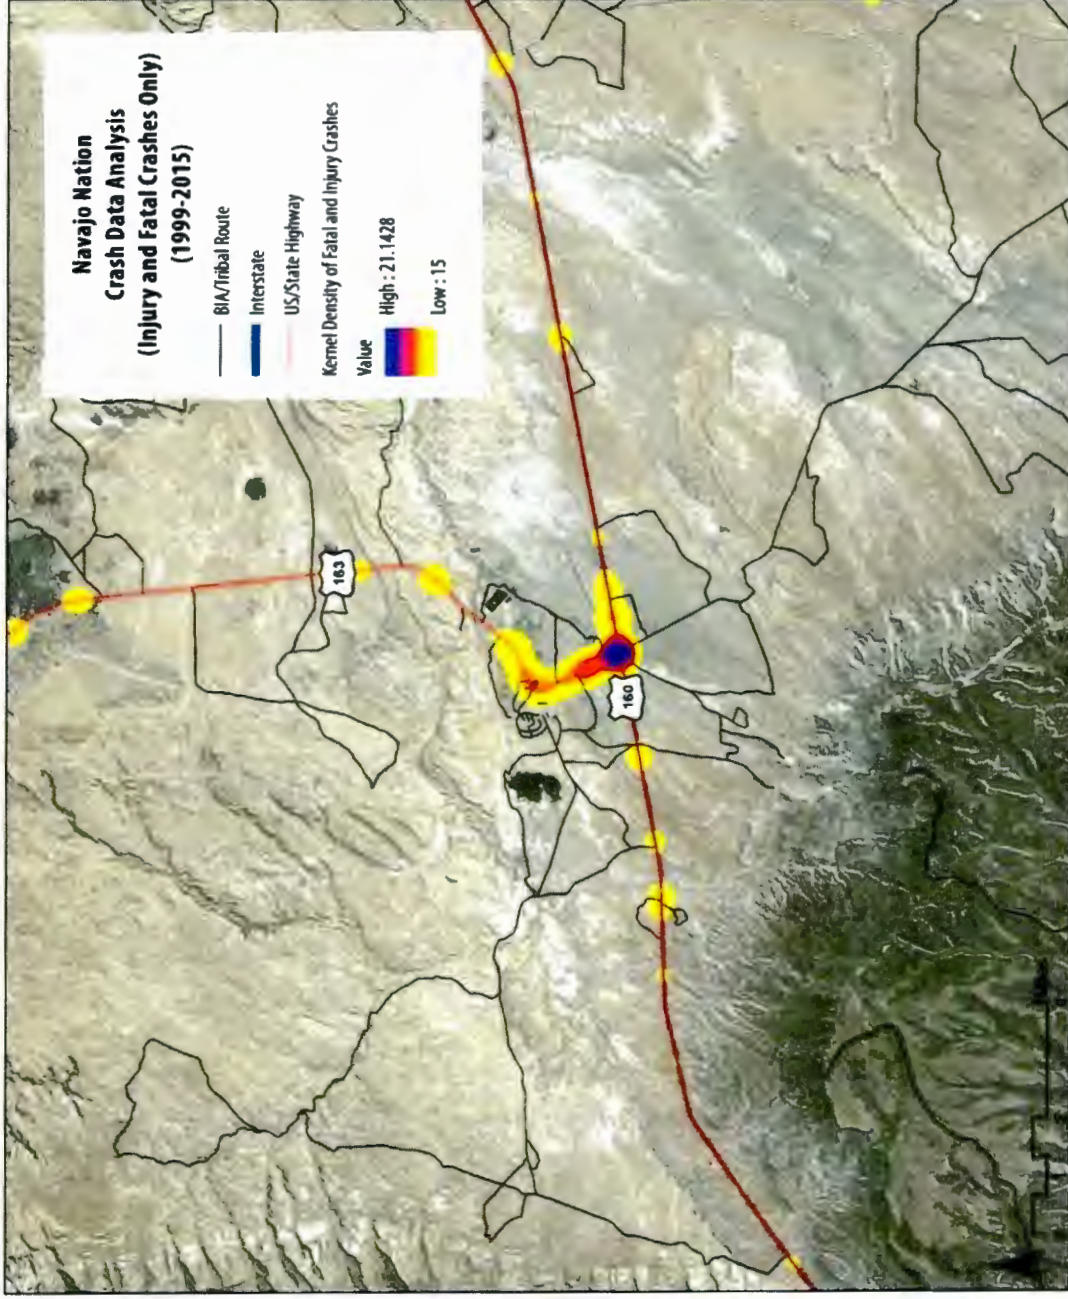 Navajo Nation
Crash Data Analysis
(Injury and Fatal Crashes Only)
(1999-2015)
BIA/Tribal Route
Interstate
US/State Highway
Kernel Density of Fatal and Injury Crashes
Value
High : 21.1428
Low : 15
163
160